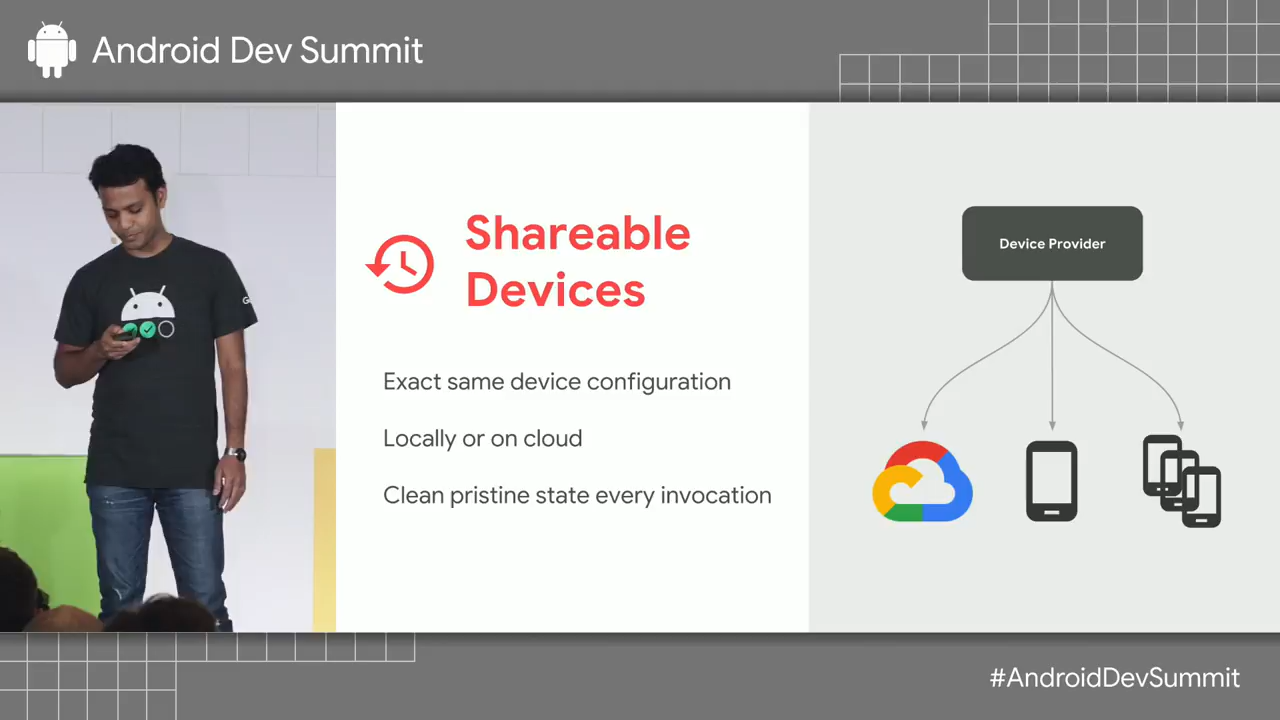 Android Dev Summit
Shareable
Devices
Exact same device configuration
Locally or on cloud
Clean pristine state every invocation
Device Provider
#AndroidDevSummit